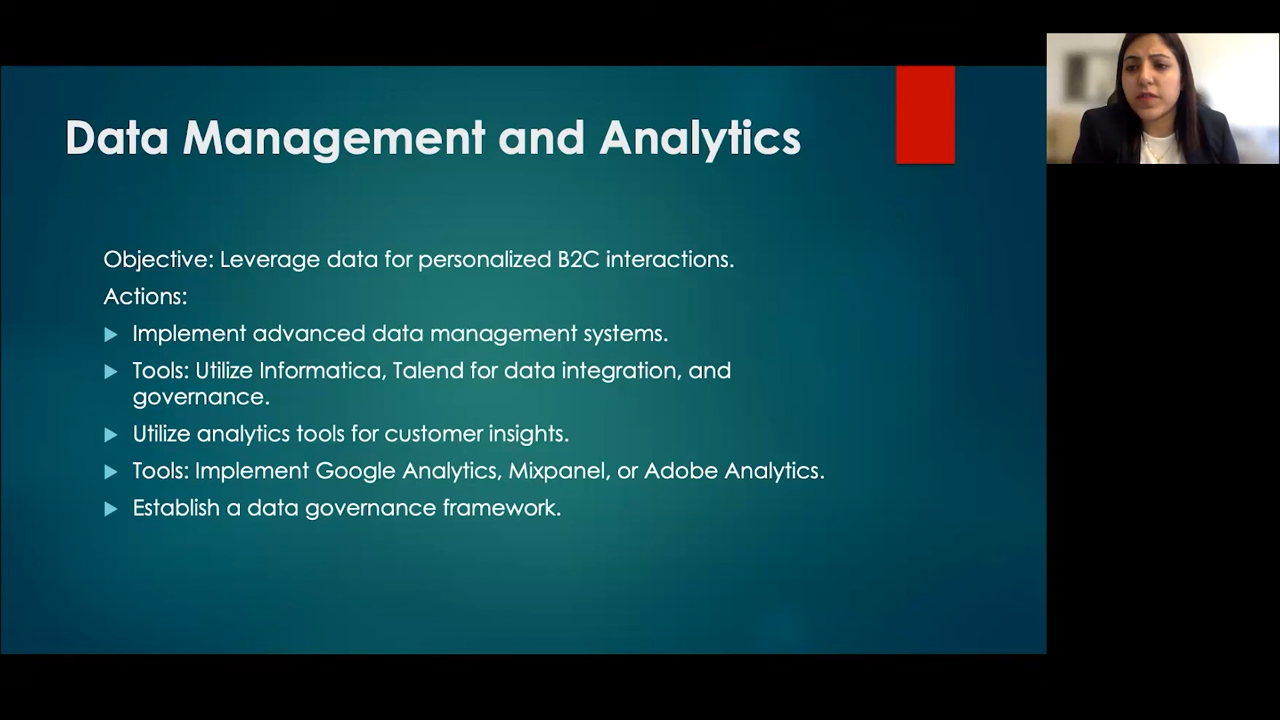 Data Management and Analytics
Objective: Leverage data for personalized B2C interactions.
Actions:
Implement advanced data management systems.
Tools: Utilize Informatica, Talend for data integration, and
governance.
Utilize analytics tools for customer insights.
Tools: Implement Google Analytics, Mixpanel, or Adobe Analytics.
Establish a data governance framework.